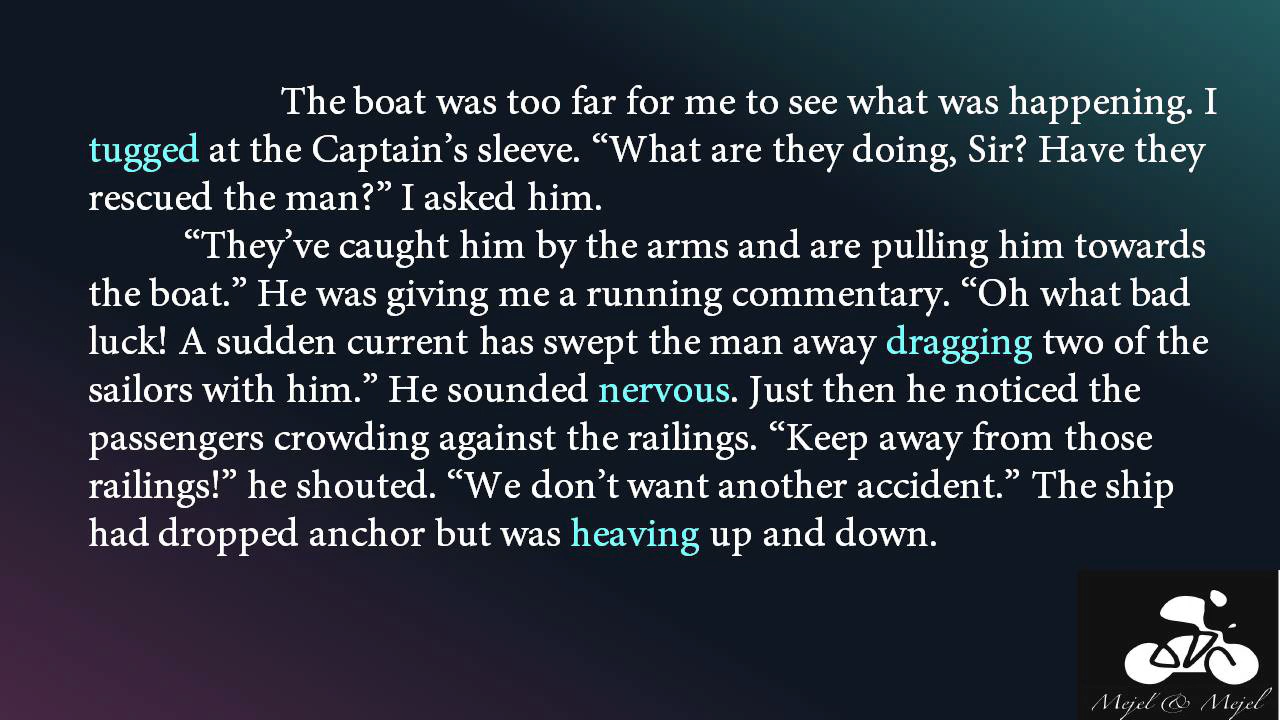 The boat was too far for me to see what was happening. I
tugged at the Captain’s sleeve. “What are they doing, Sir? Have they
rescued the man?” I asked him.
“They’ve caught him by the arms and are pulling him towards
the boat.” He was giving me a running commentary. “Oh what bad
luck! A sudden current has swept the man away dragging two of the
sailors with him.” He sounded nervous. Just then he noticed the
passengers crowding against the railings. “Keep away from those
railings!” he shouted. “We don’t want another accident.” The ship
had dropped anchor but was heaving up and down.
Mejel & Mejel